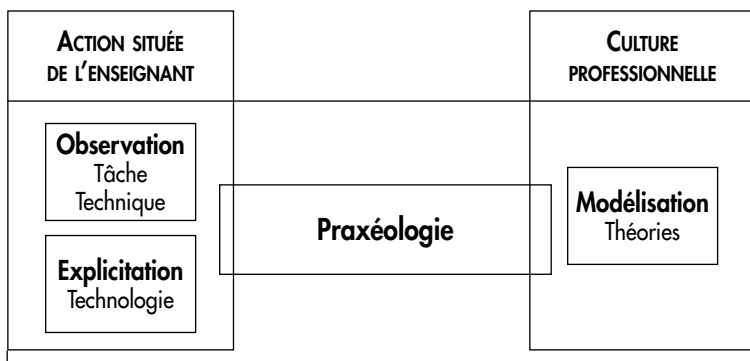 ACTION SITUÉE
DE L'ENSEIGNANT
CULTURE
PROFESSIONNELLE
Observation
Tâche
Technique
Explicitation
Technologie
Praxéologie
Modélisation
Théories